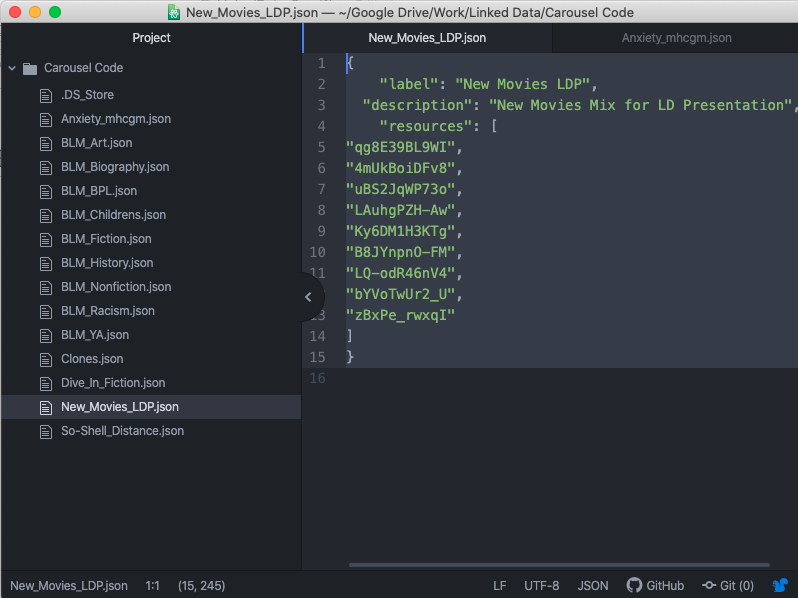 New_Movies_LDP.json — ~/Google Drive/Work/Linked Data/Carousel Code
Project
Carousel Code
.DS_Store
Anxiety_mhcgm.json
BLM_Art.json
BLM_Biography.json
BLM_BPL.json
BLM_Childrens.json
BLM_Fiction.json
BLM_History.json
BLM_Nonfiction.json
BLM_Racism.json
BLM_YA.json
Clones.json
Dive_In_Fiction.json
New_Movies_LDP.json
So-Shell_Distance.json
New_Movies_LDP.json
Anxiety_mhcgm.json
1 {
2 "label": "New Movies LDP",
3 "description": "New Movies Mix for LD Presentation",
4 "resources": [
5 "qg8E39BL9WI",
6 "4mUkBoiDFv8",
7 "uBS2JqWP73o",
8 "LAuhgPZH-Aw",
9 "Ky6DM1H3KTg",
10 "B8JYnpnO-FM",
11 "LQ-odR46nV4",
"bYVoTwUr2_U",
13 "zBxPe_rwxqI"
14 ]
15 }
16
New_Movies_LDP.json 1:1 (15, 245) LF UTF-8 JSON GitHub Git (0)